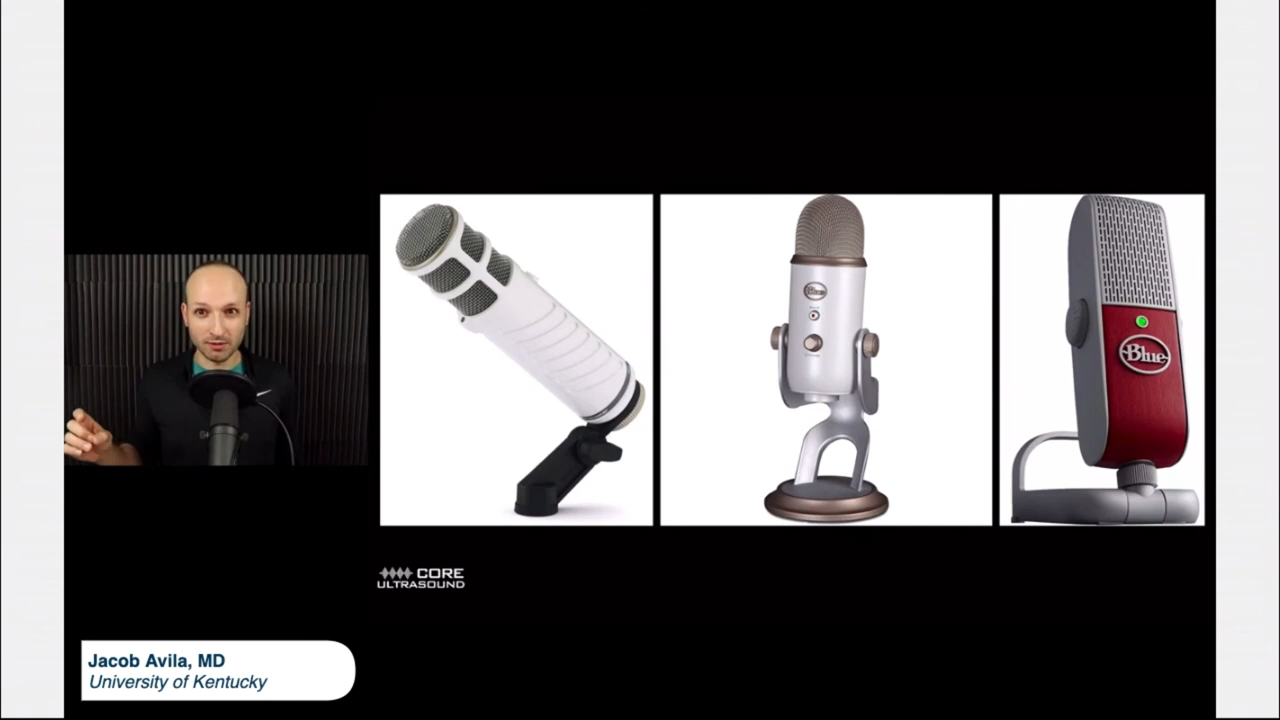 Blue
Blue
CORE
ULTRASOUND
Jacob Avila, MD
University of Kentucky